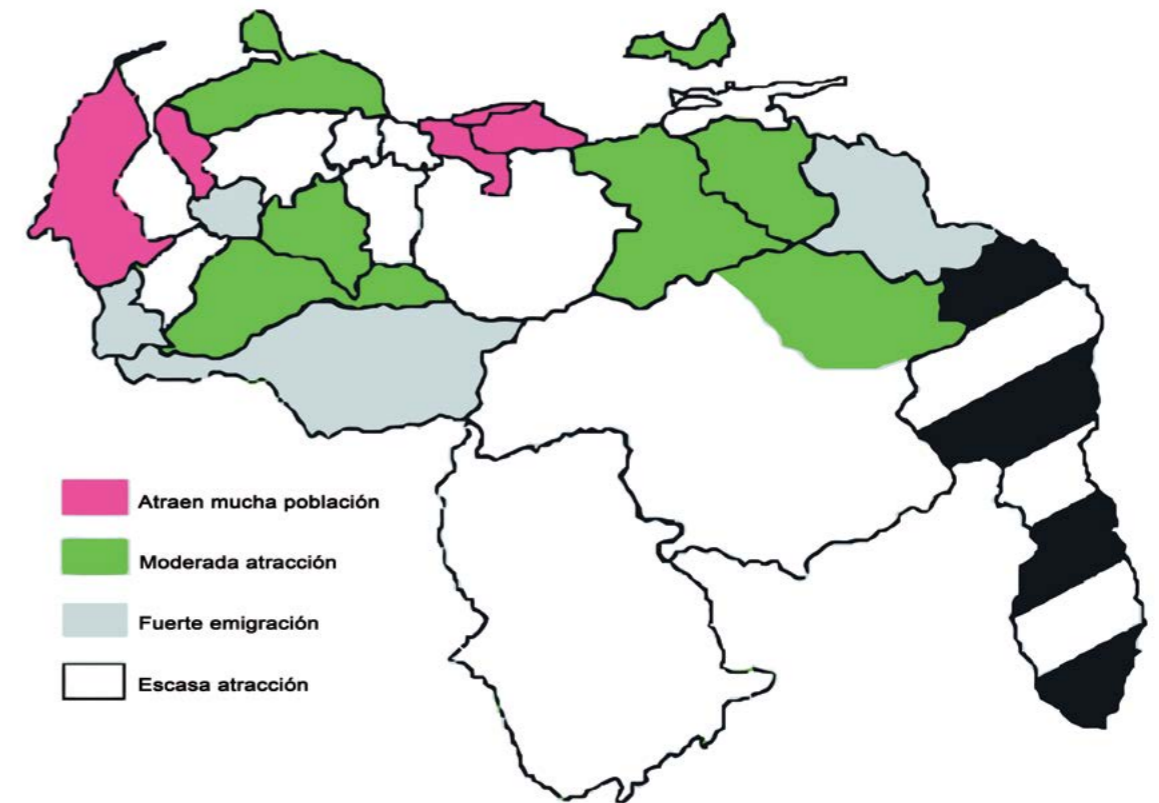 Atraen mucha población
Moderada atracción
Fuerte emigración
Escasa atracción